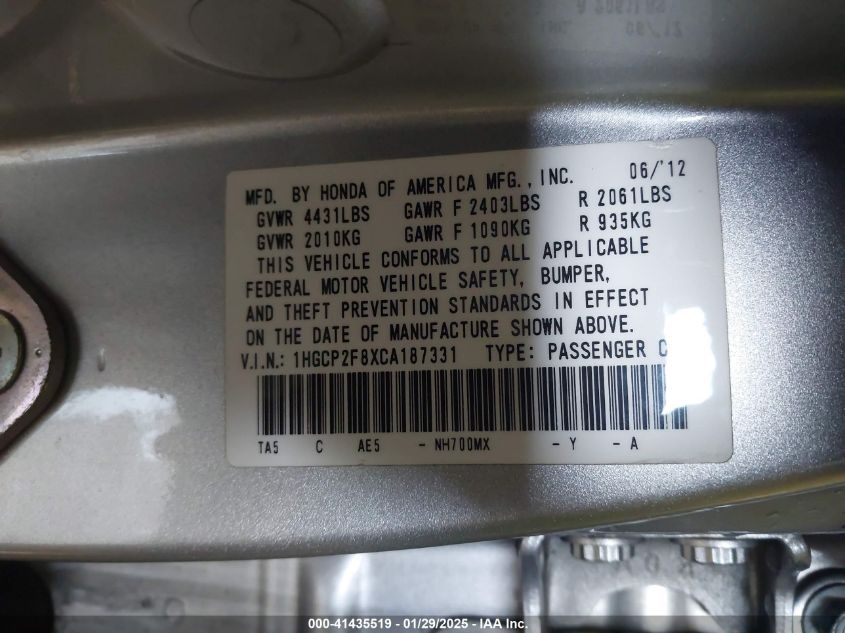 MFD. BY HONDA OF AMERICA MFG., INC. 06/'12
GVWR 4431LBS GAWR F 2403LBS R 2061LBS
GVWR 2010KG GAWR F 1090KG R 935KG
THIS VEHICLE CONFORMS TO ALL APPLICABLE
FEDERAL MOTOR VEHICLE SAFETY, BUMPER,
AND THEFT PREVENTION STANDARDS IN EFFECT
ON THE DATE OF MANUFACTURE SHOWN ABOVE.
V.I.N.: 1HGCP2F8XCA187331 TYPE: PASSENGER C
TA5 C AE5 - NH700MX - Y - A
000-41435519 - 01/29/2025 - IAA Inc.